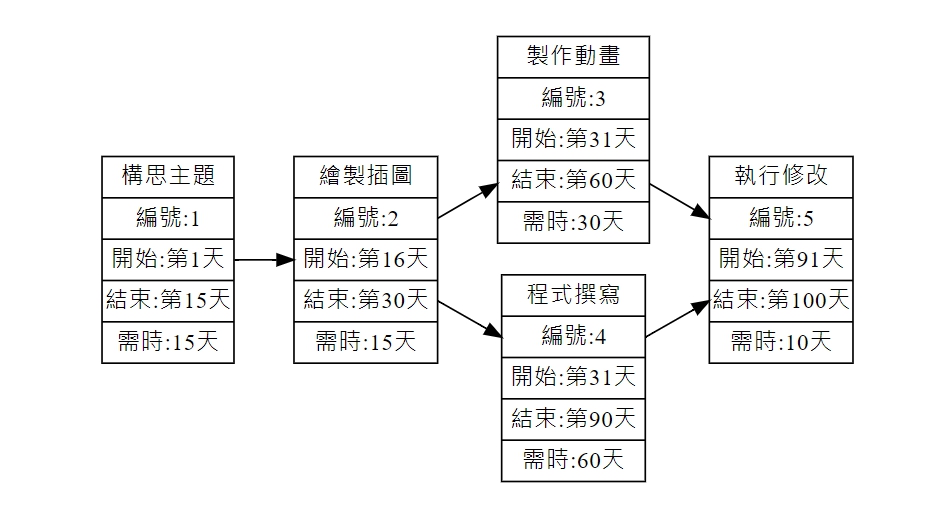 構思主題
編號:1
開始:第1天
結束:第15天
需時:15天
繪製插圖
編號:2
開始:第16天
結束:第30天
需時:15天
製作動畫
編號:3
開始:第31天
結束:第60天
需時:30天
程式撰寫
編號:4
開始:第31天
結束:第90天
需時:60天
執行修改
編號:5
開始:第91天
結束:第100天
需時:10天